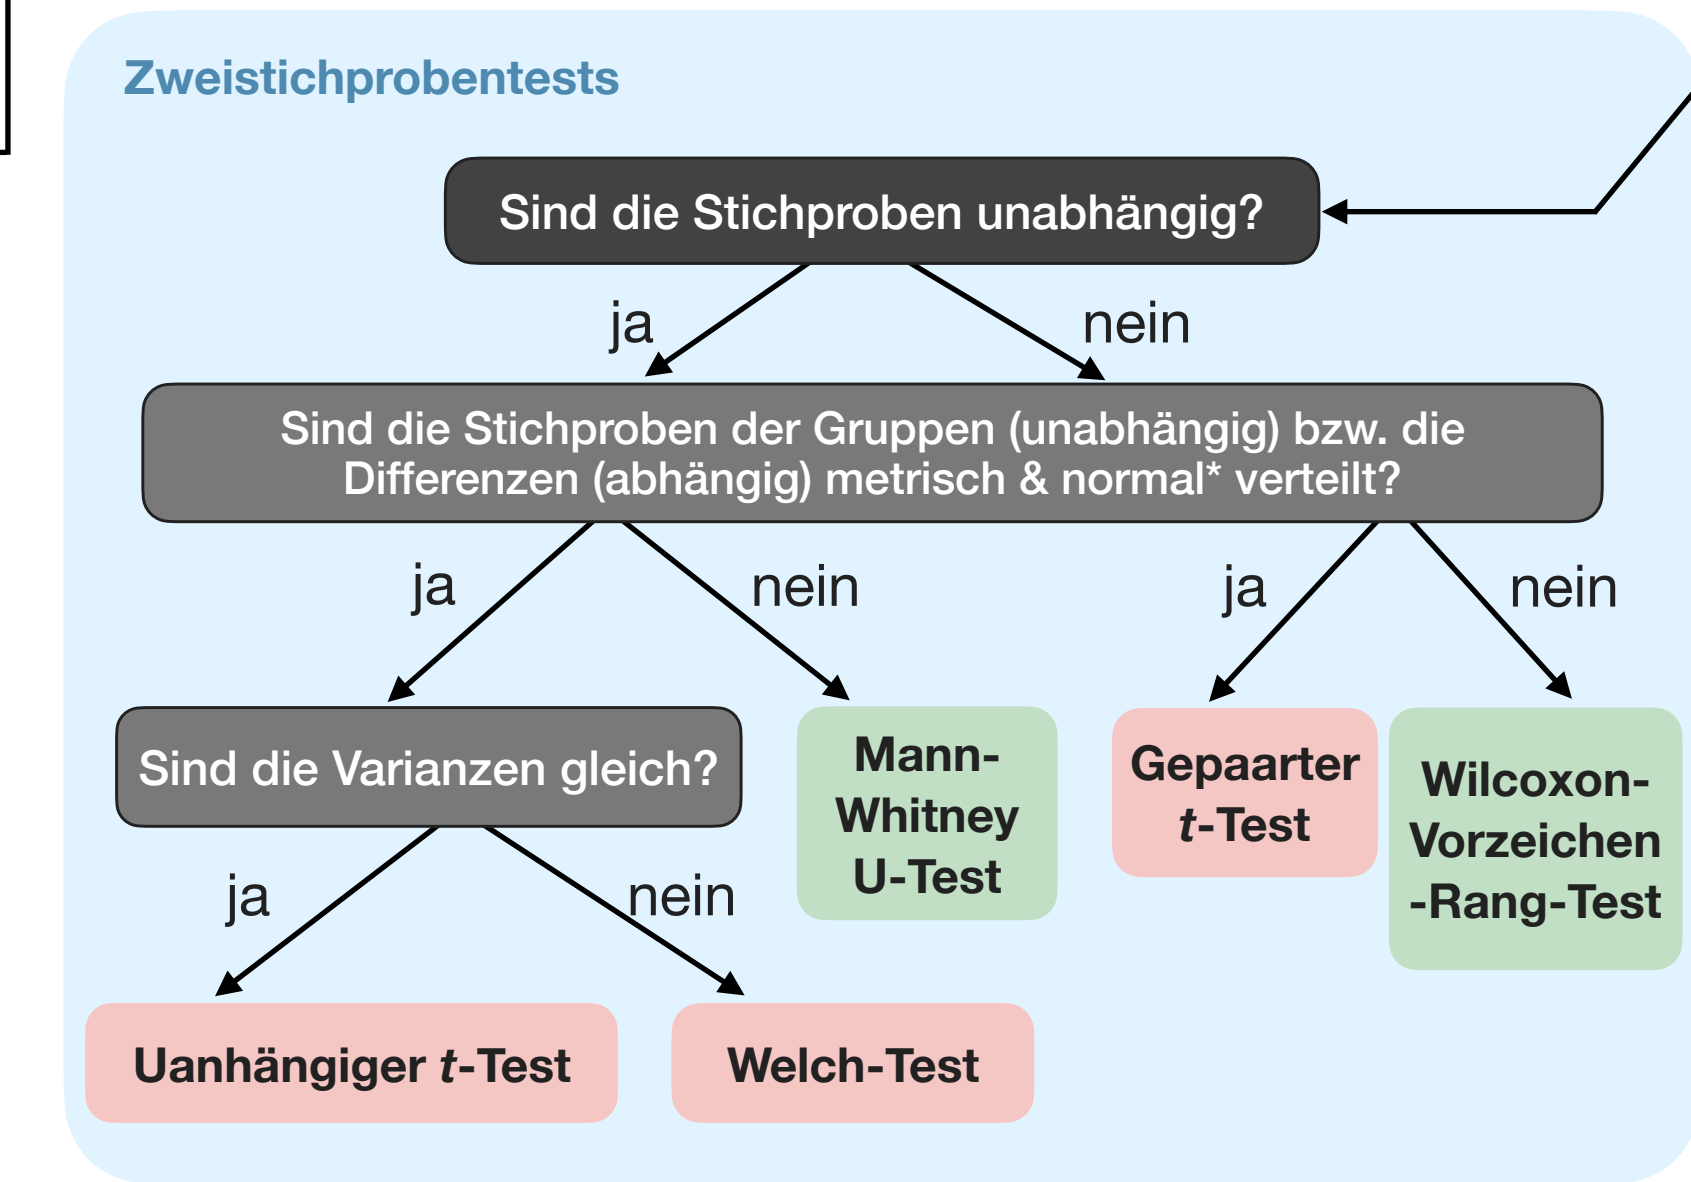 Zweistichprobentests
Sind die Stichproben unabhängig?
ja
nein
Sind die Stichproben der Gruppen (unabhängig) bzw. die
Differenzen (abhängig) metrisch & normal* verteilt?
ja
nein
ja
nein
Sind die Varianzen gleich?
Mann-
Whitney
U-Test
Gepaarter
t-Test
Wilcoxon-
Vorzeichen
-Rang-Test
ja
nein
Uanhängiger t-Test
Welch-Test